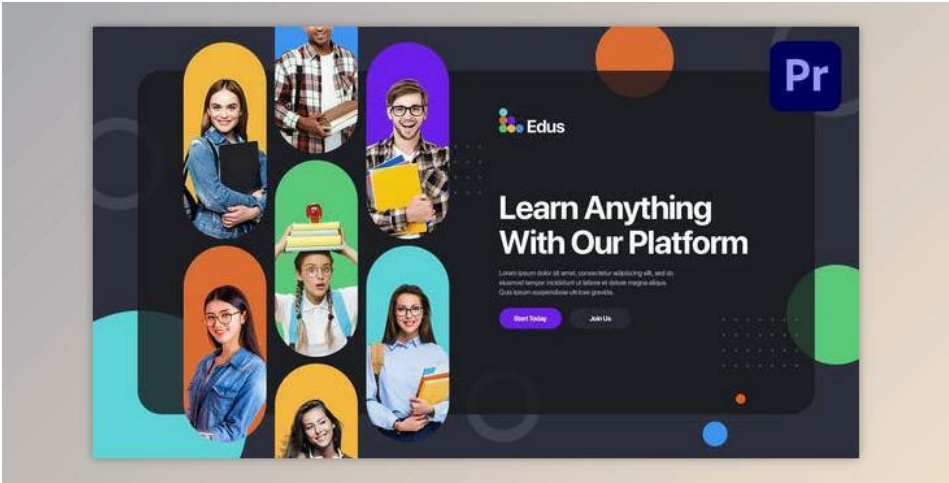 Pr
Edus
Learn Anything
With Our Platform
Lorem ipsum dolor sit amet, consectetur adipiscing elit, sed do
eiusmod tempor incididunt ut labore et dolore magna aliqua.
Quis ipsum suspendisse ultrices gravida.
Start Today
Join Us